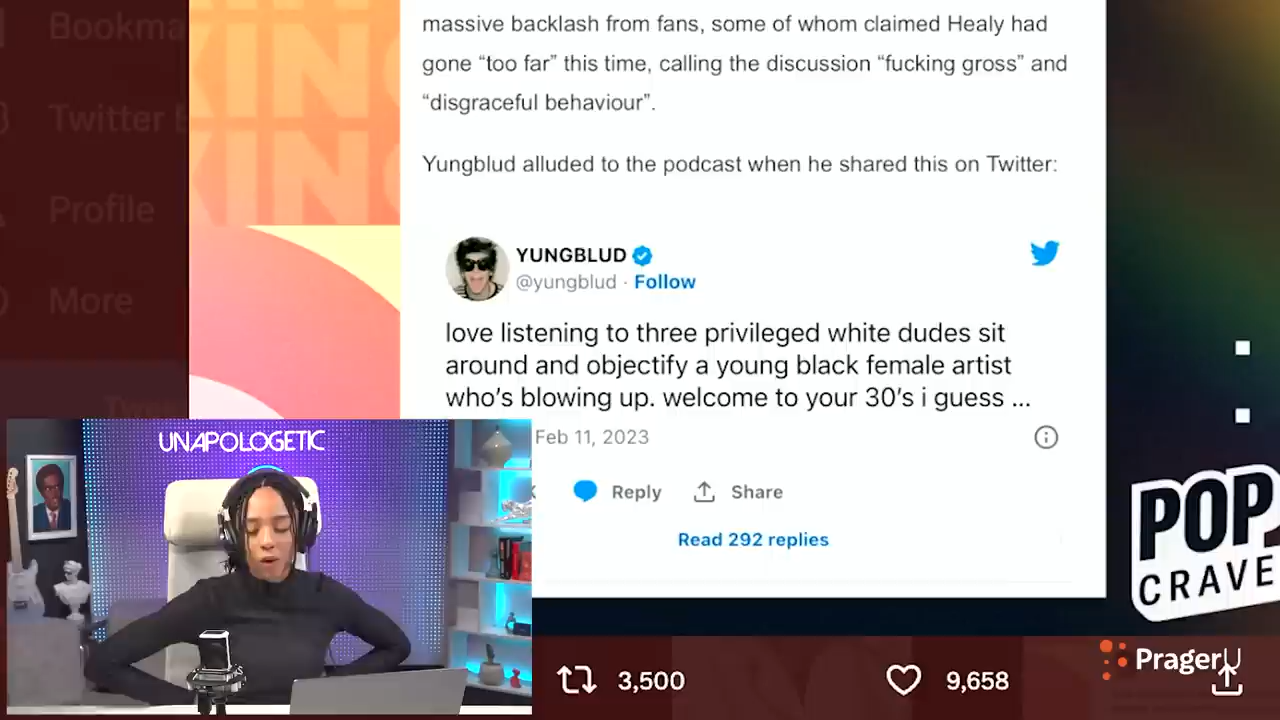 Bookma
Twitter
Profile
More
KING
KING
massive backlash from fans, some of whom claimed Healy had
gone “too far” this time, calling the discussion “fucking gross” and
“disgraceful behaviour”.
Yungblud alluded to the podcast when he shared this on Twitter:
YUNGBLUD
@yungblud · Follow
love listening to three privileged white dudes sit
around and objectify a young black female artist
who’s blowing up. welcome to your 30’s i guess ...
Feb 11, 2023
Reply Share
Read 292 replies
UNAPOLOGETIC
POP
CRAVE
3,500 9,658
PragerU